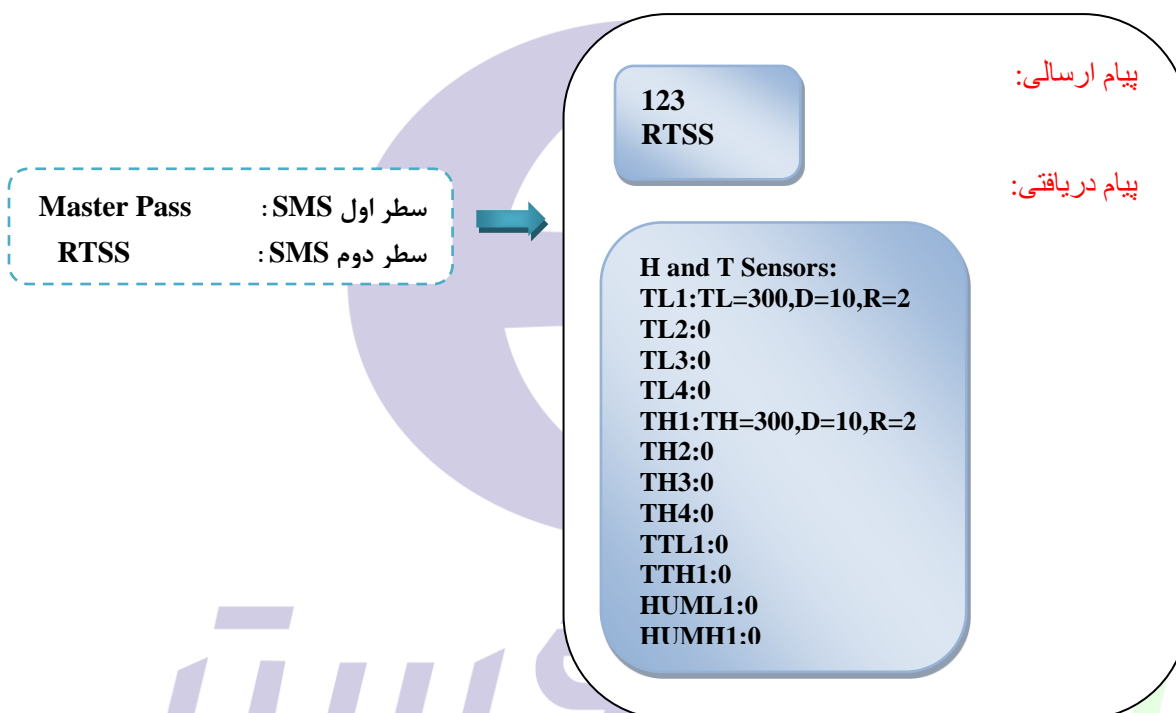 Master Pass : SMS سطر اول
RTSS : SMS سطر دوم
پیام ارسالی:
123
RTSS
پیام دریافتی:
H and T Sensors:
TL1:TL=300,D=10,R=2
TL2:0
TL3:0
TL4:0
TH1:TH=300,D=10,R=2
TH2:0
TH3:0
TH4:0
TTL1:0
TTH1:0
HUML1:0
HUMH1:0